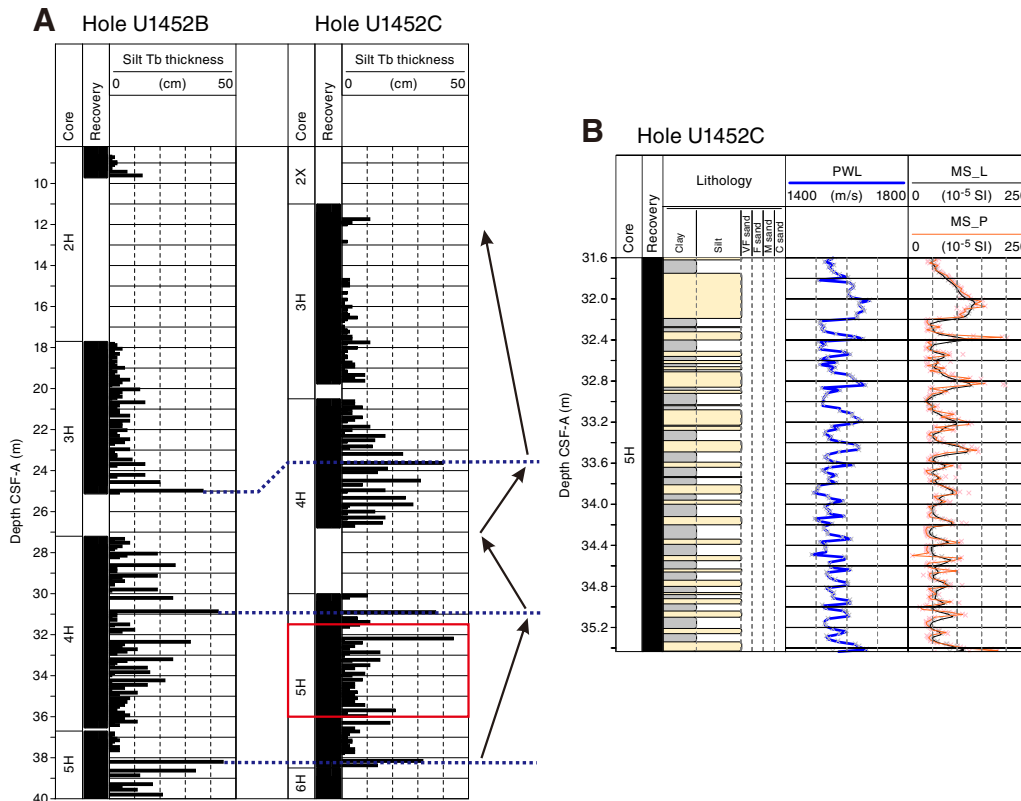 A Hole U1452B Hole U1452C
Core
Recovery
Silt Tb thickness
0 (cm) 50
Core
Recovery
Silt Tb thickness
0 (cm) 50
Depth CSF-A (m)
10
12
14
16
18
20
22
24
26
28
30
32
34
36
38
40
2H
3H
4H
5H
2X
3H
4H
5H
6H
B Hole U1452C
Core
Recovery
Lithology
Clay
Silt
VF sand
F sand
M sand
C sand
PWL
1400 (m/s) 1800
MS_L
0 (10-5 SI) 250
MS_P
0 (10-5 SI) 250
Depth CSF-A (m)
31.6
32.0
32.4
32.8
33.2
33.6
34.0
34.4
34.8
35.2
5H